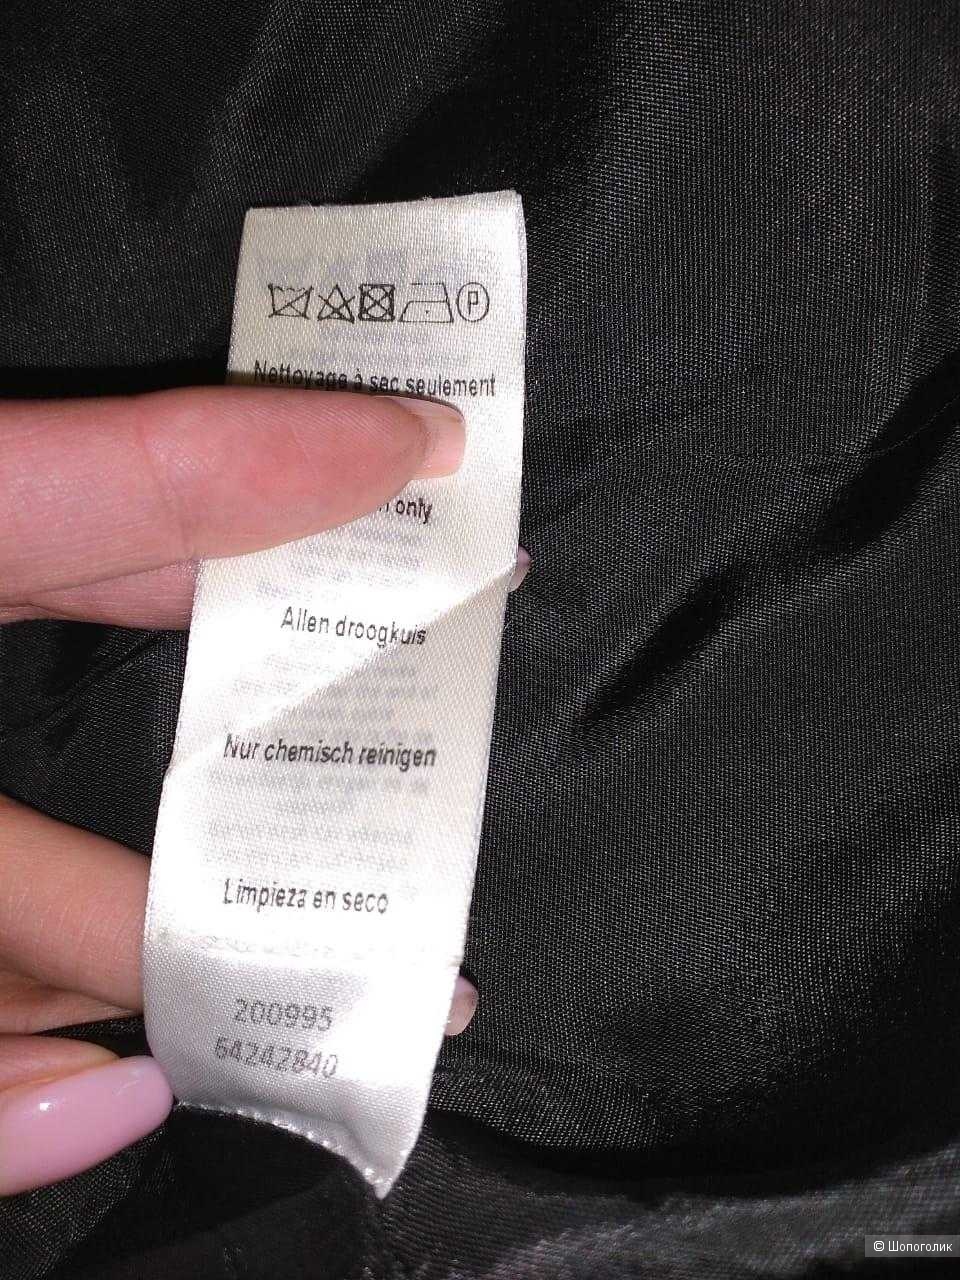 P
Nettoyage à sec seulement
only
Allen droogkuis
Nur chemisch reinigen
Limpieza en seco
200995
64242840
© Шопоголик